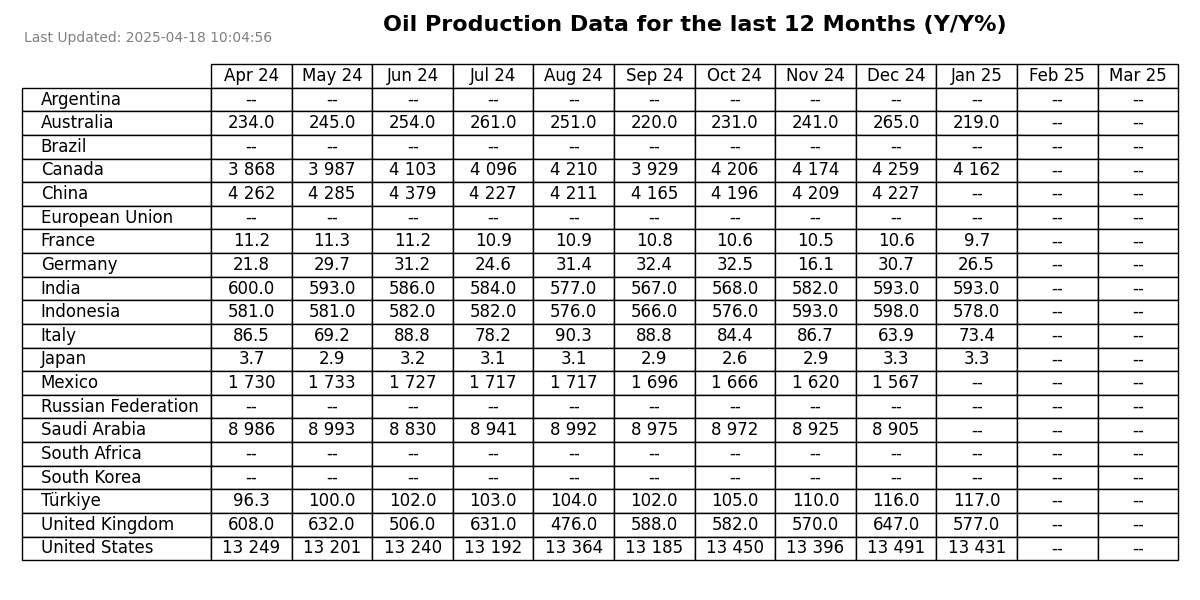 Oil Production Data for the last 12 Months (Y/Y%)
Last Updated: 2025-04-18 10:04:56
Apr 24 May 24 Jun 24 Jul 24 Aug 24 Sep 24 Oct 24 Nov 24 Dec 24 Jan 25 Feb 25 Mar 25
Argentina -- -- -- -- -- -- -- -- -- -- -- --
Australia 234.0 245.0 254.0 261.0 251.0 220.0 231.0 241.0 265.0 219.0 -- --
Brazil -- -- -- -- -- -- -- -- -- -- -- --
Canada 3 868 3 987 4 103 4 096 4 210 3 929 4 206 4 174 4 259 4 162 -- --
China 4 262 4 285 4 379 4 227 4 211 4 165 4 196 4 209 4 227 -- -- --
European Union -- -- -- -- -- -- -- -- -- -- -- --
France 11.2 11.3 11.2 10.9 10.9 10.8 10.6 10.5 10.6 9.7 -- --
Germany 21.8 29.7 31.2 24.6 31.4 32.4 32.5 16.1 30.7 26.5 -- --
India 600.0 593.0 586.0 584.0 577.0 567.0 568.0 582.0 593.0 593.0 -- --
Indonesia 581.0 581.0 582.0 582.0 576.0 566.0 576.0 593.0 598.0 578.0 -- --
Italy 86.5 69.2 88.8 78.2 90.3 88.8 84.4 86.7 63.9 73.4 -- --
Japan 3.7 2.9 3.2 3.1 3.1 2.9 2.6 2.9 3.3 3.3 -- --
Mexico 1 730 1 733 1 727 1 717 1 717 1 696 1 666 1 620 1 567 -- -- --
Russian Federation -- -- -- -- -- -- -- -- -- -- -- --
Saudi Arabia 8 986 8 993 8 830 8 941 8 992 8 975 8 972 8 925 8 905 -- -- --
South Africa -- -- -- -- -- -- -- -- -- -- -- --
South Korea -- -- -- -- -- -- -- -- -- -- -- --
Türkiye 96.3 100.0 102.0 103.0 104.0 102.0 105.0 110.0 116.0 117.0 -- --
United Kingdom 608.0 632.0 506.0 631.0 476.0 588.0 582.0 570.0 647.0 577.0 -- --
United States 13 249 13 201 13 240 13 192 13 364 13 185 13 450 13 396 13 491 13 431 -- --